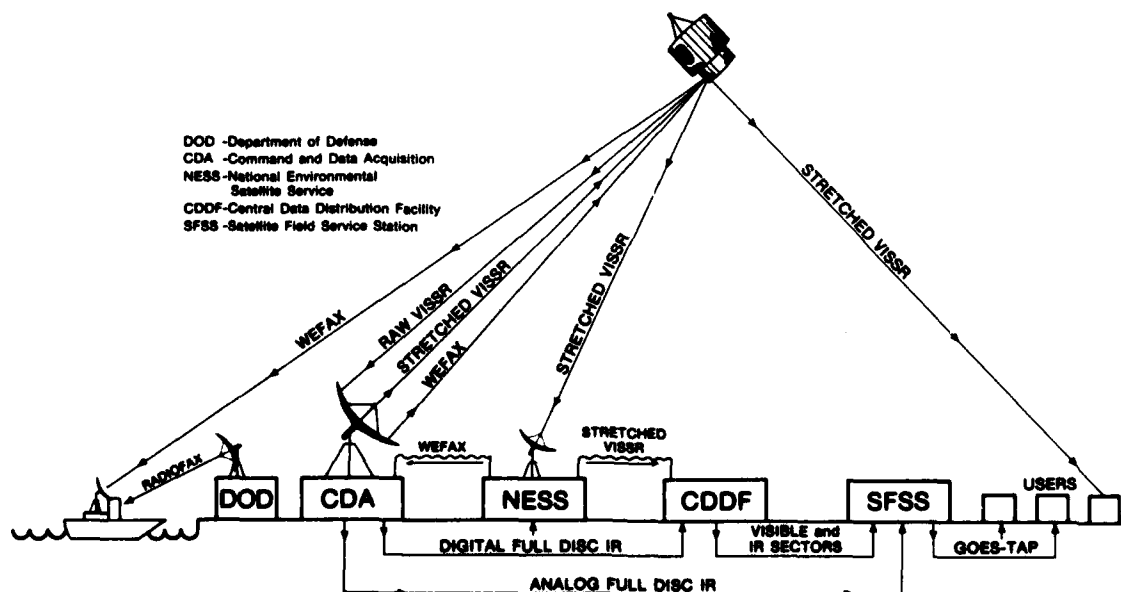 DOD -Department of Defense
CDA -Command and Data Acquisition
NESS -National Environmental
Satellite Service
CDDF-Central Data Distribution Facility
SFSS -Satellite Field Service Station
STRETCHED VISSR
WEFAX
RAW VISSR
STRETCHED VISSR
WEFAX
STRETCHED VISSR
RADIOFAX
WEFAX
STRETCHED
VISSR
DOD
CDA
NESS
CDDF
SFSS
USERS
DIGITAL FULL DISC IR
VISIBLE and
IR SECTORS
GOES-TAP
ANALOG FULL DISC IR